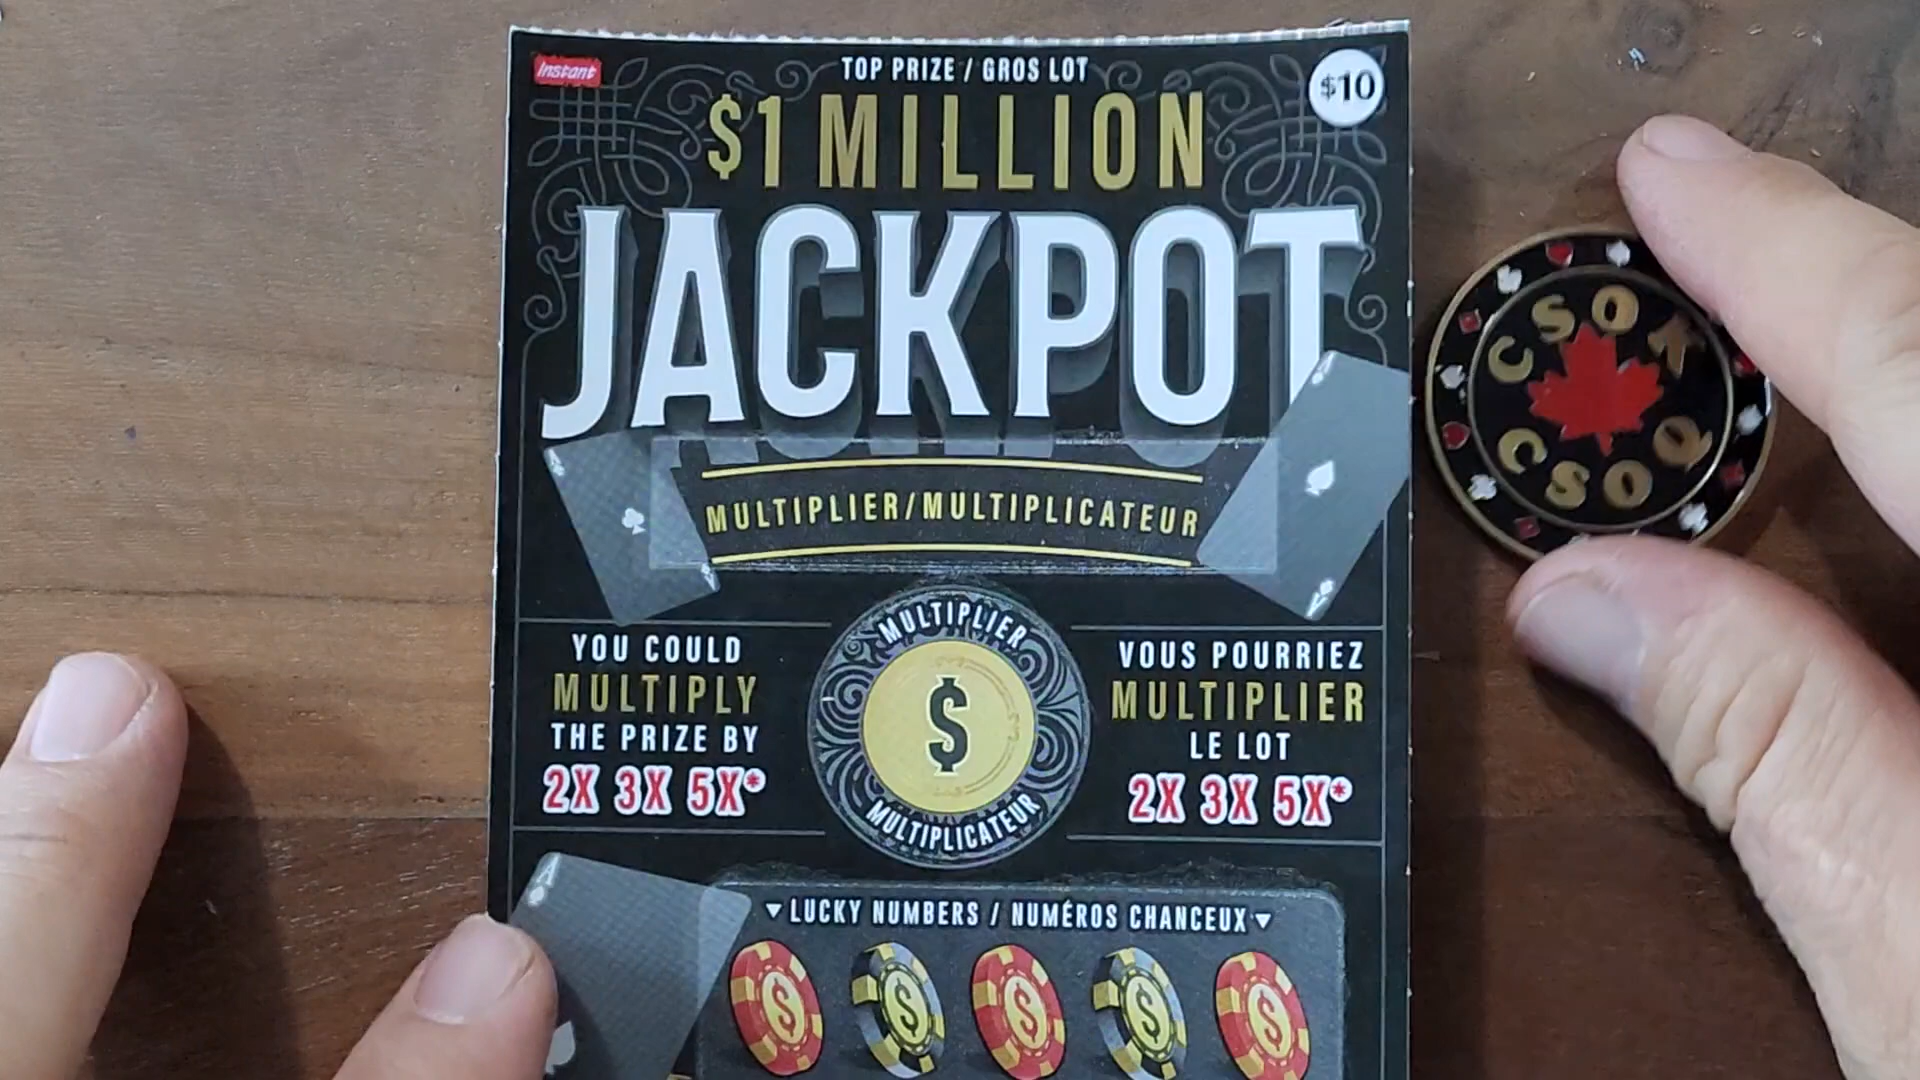 Instant
TOP PRIZE / GROS LOT
$10
$1 MILLION
JACKPOT
MULTIPLIER/MULTIPLICATEUR
YOU COULD
MULTIPLY
THE PRIZE BY
2X 3X 5X*
MULTIPLIER
$
MULTIPLICATEUR
VOUS POURRIEZ
MULTIPLIER
LE LOT
2X 3X 5X*
LUCKY NUMBERS / NUMÉROS CHANCEUX
$ $ $ $ $
A
A
A
A
A
CSOK
CSOQ